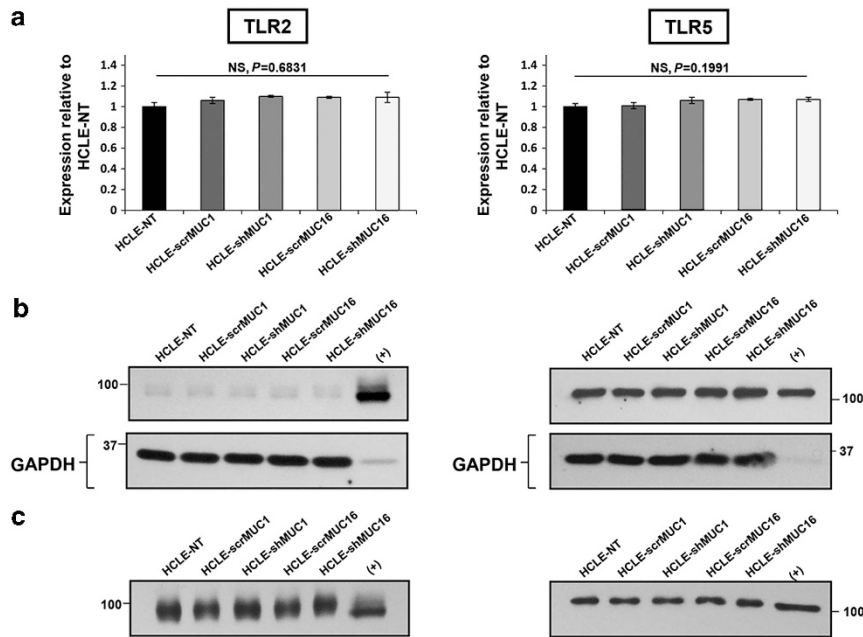 a
TLR2
TLR5
Expression relative to
HCLE-NT
NS, P=0.6831
1.4
1.2
1
0.8
0.6
0.4
0.2
0
HCLE-NT
HCLE-scrMUC1
HCLE-shMUC1
HCLE-scrMUC16
HCLE-shMUC16
Expression relative to
HCLE-NT
NS, P=0.1991
1.4
1.2
1
0.8
0.6
0.4
0.2
0
HCLE-NT
HCLE-scrMUC1
HCLE-shMUC1
HCLE-scrMUC16
HCLE-shMUC16
b
HCLE-NT
HCLE-scrMUC1
HCLE-shMUC1
HCLE-scrMUC16
HCLE-shMUC16
(+)
100
GAPDH
37
HCLE-NT
HCLE-scrMUC1
HCLE-shMUC1
HCLE-scrMUC16
HCLE-shMUC16
(+)
100
GAPDH
37
c
HCLE-NT
HCLE-scrMUC1
HCLE-shMUC1
HCLE-scrMUC16
HCLE-shMUC16
(+)
100
HCLE-NT
HCLE-scrMUC1
HCLE-shMUC1
HCLE-scrMUC16
HCLE-shMUC16
(+)
100